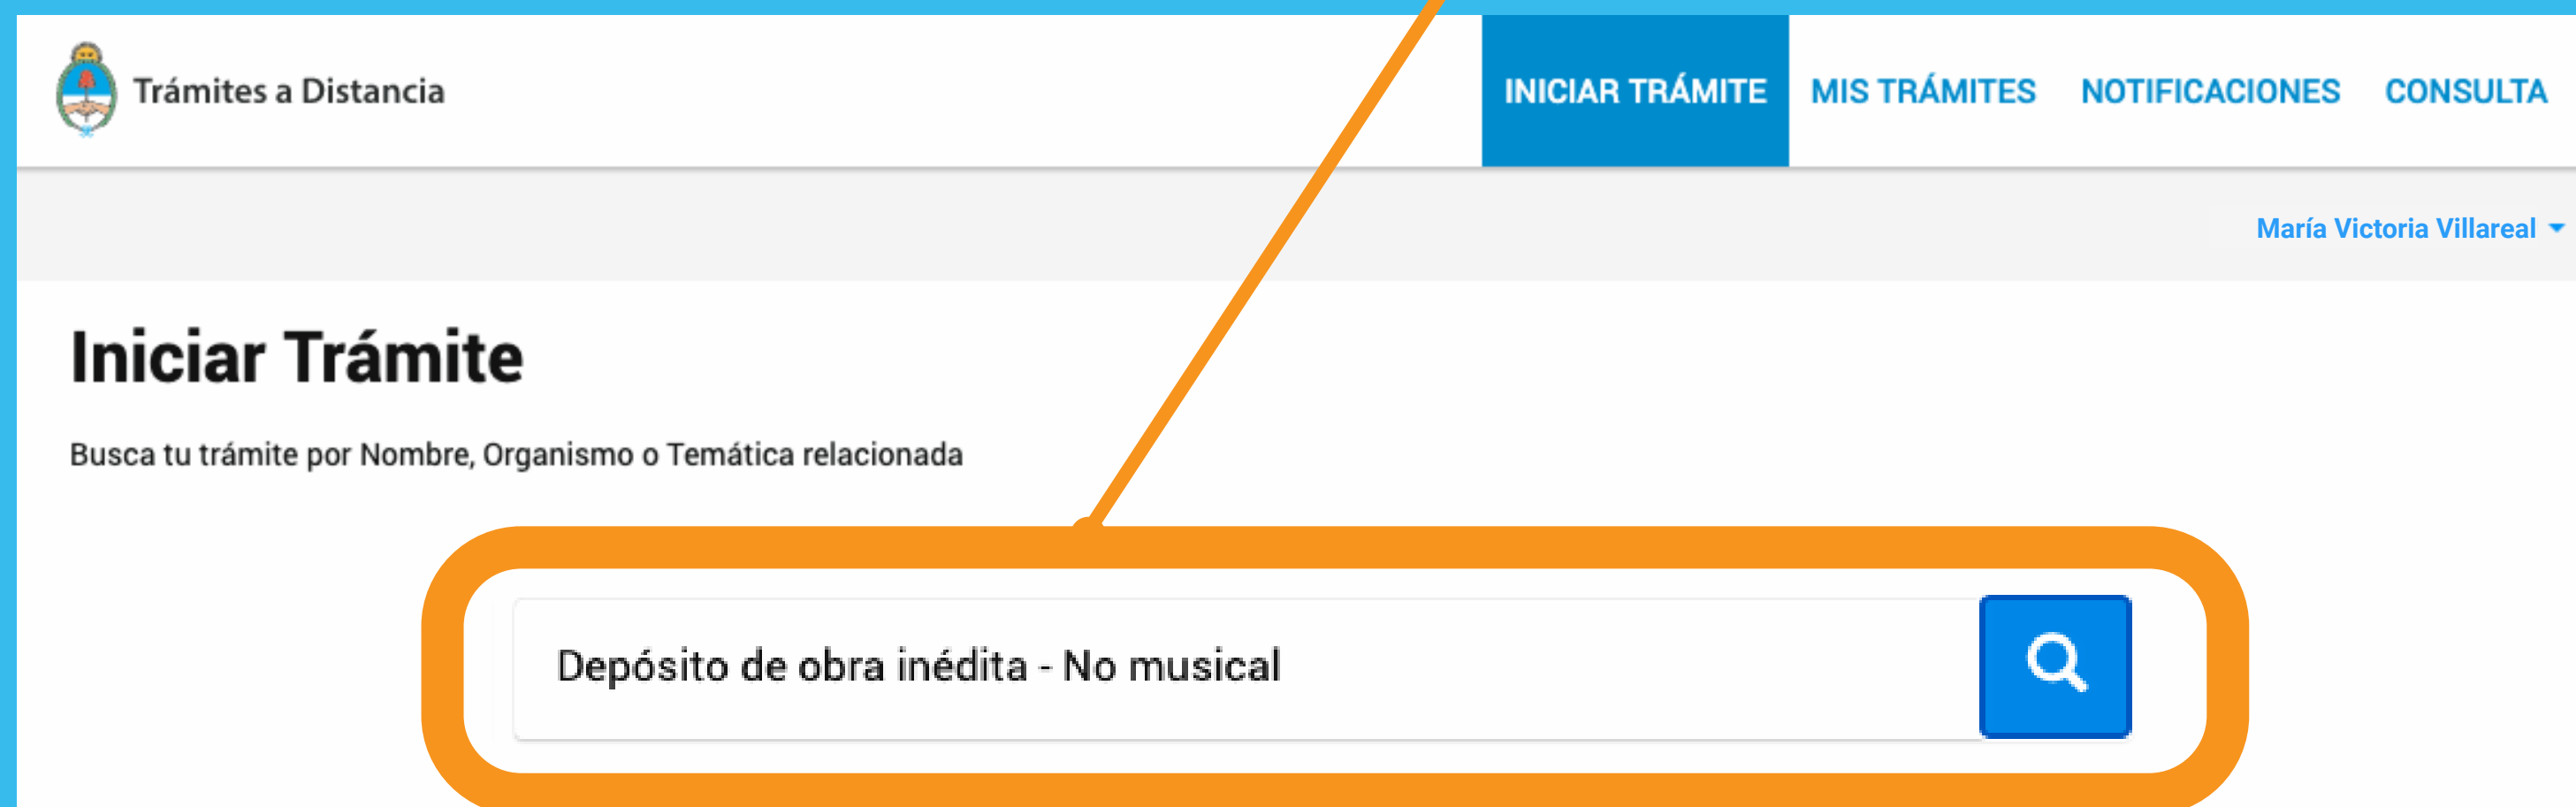 Trámites a Distancia
INICIAR TRÁMITE MIS TRÁMITES NOTIFICACIONES CONSULTA
María Victoria Villareal
Iniciar Trámite
Busca tu trámite por Nombre, Organismo o Temática relacionada
Depósito de obra inédita - No musical